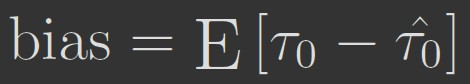 bias = E [τ₀ − τ̂₀]